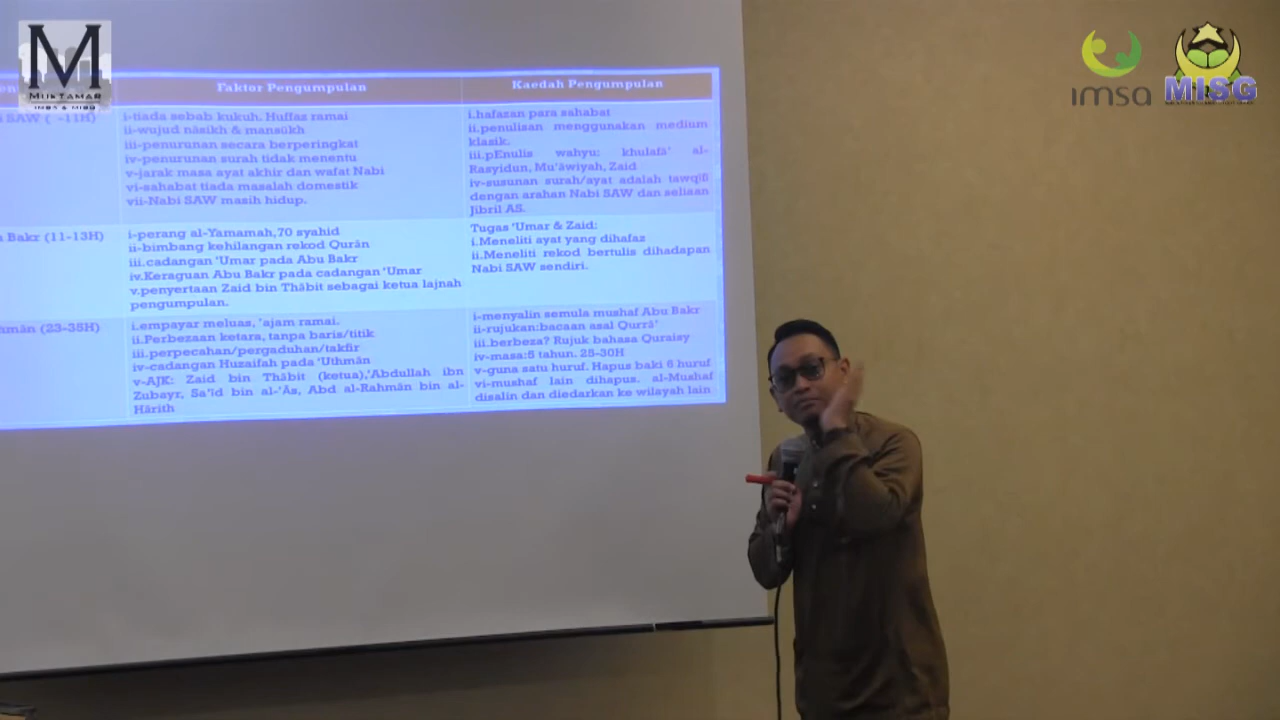 M
MUKTAMAR
IMSA & MISG
imsa
MISG
Faktor Pengumpulan
Kaedah Pengumpulan
SAW ( -11H)
i-tiada sebab kukuh. Huffaz ramai
ii-wujud nāsikh & mansūkh
iii-penurunan secara berperingkat
iv-penurunan surah tidak menentu
v-jarak masa ayat akhir dan wafat Nabi
vi-sahabat tiada masalah domestik
vii-Nabi SAW masih hidup.
i.hafazan para sahabat
ii.penulisan menggunakan medium
klasik.
iii.pEnulis wahyu: khulafā' al-
Rasyidun, Mu'āwiyah, Zaid
iv-susunan surah/ayat adalah tawqīfī
dengan arahan Nabi SAW dan seliaan
Jibril AS.
Bakr (11-13H)
i-perang al-Yamamah,70 syahid
ii-bimbang kehilangan rekod Qurān
iii.cadangan 'Umar pada Abu Bakr
iv.Keraguan Abu Bakr pada cadangan 'Umar
v.penyertaan Zaid bin Thābit sebagai ketua lajnah
pengumpulan.
Tugas 'Umar & Zaid:
i.Meneliti ayat yang dihafaz
ii.Meneliti rekod bertulis dihadapan
Nabi SAW sendiri.
thmān (23-35H)
i.empayar meluas, 'ajam ramai.
ii.Perbezaan ketara, tanpa baris/titik
iii.perpecahan/pergaduhan/takfir
iv-cadangan Huzaifah pada 'Uthmān
v-AJK: Zaid bin Thābit (ketua),'Abdullah ibn
Zubayr, Sa'īd bin al-'Ās, Abd al-Rahmān bin al-
Hārith
i-menyalin semula mushaf Abu Bakr
ii-rujukan:bacaan asal Qurrā'
iii.berbeza? Rujuk bahasa Quraisy
iv-masa:5 tahun. 25-30H
v-guna satu huruf. Hapus baki 6 huruf
vi-mushaf lain dihapus. al-Mushaf
disalin dan diedarkan ke wilayah lain